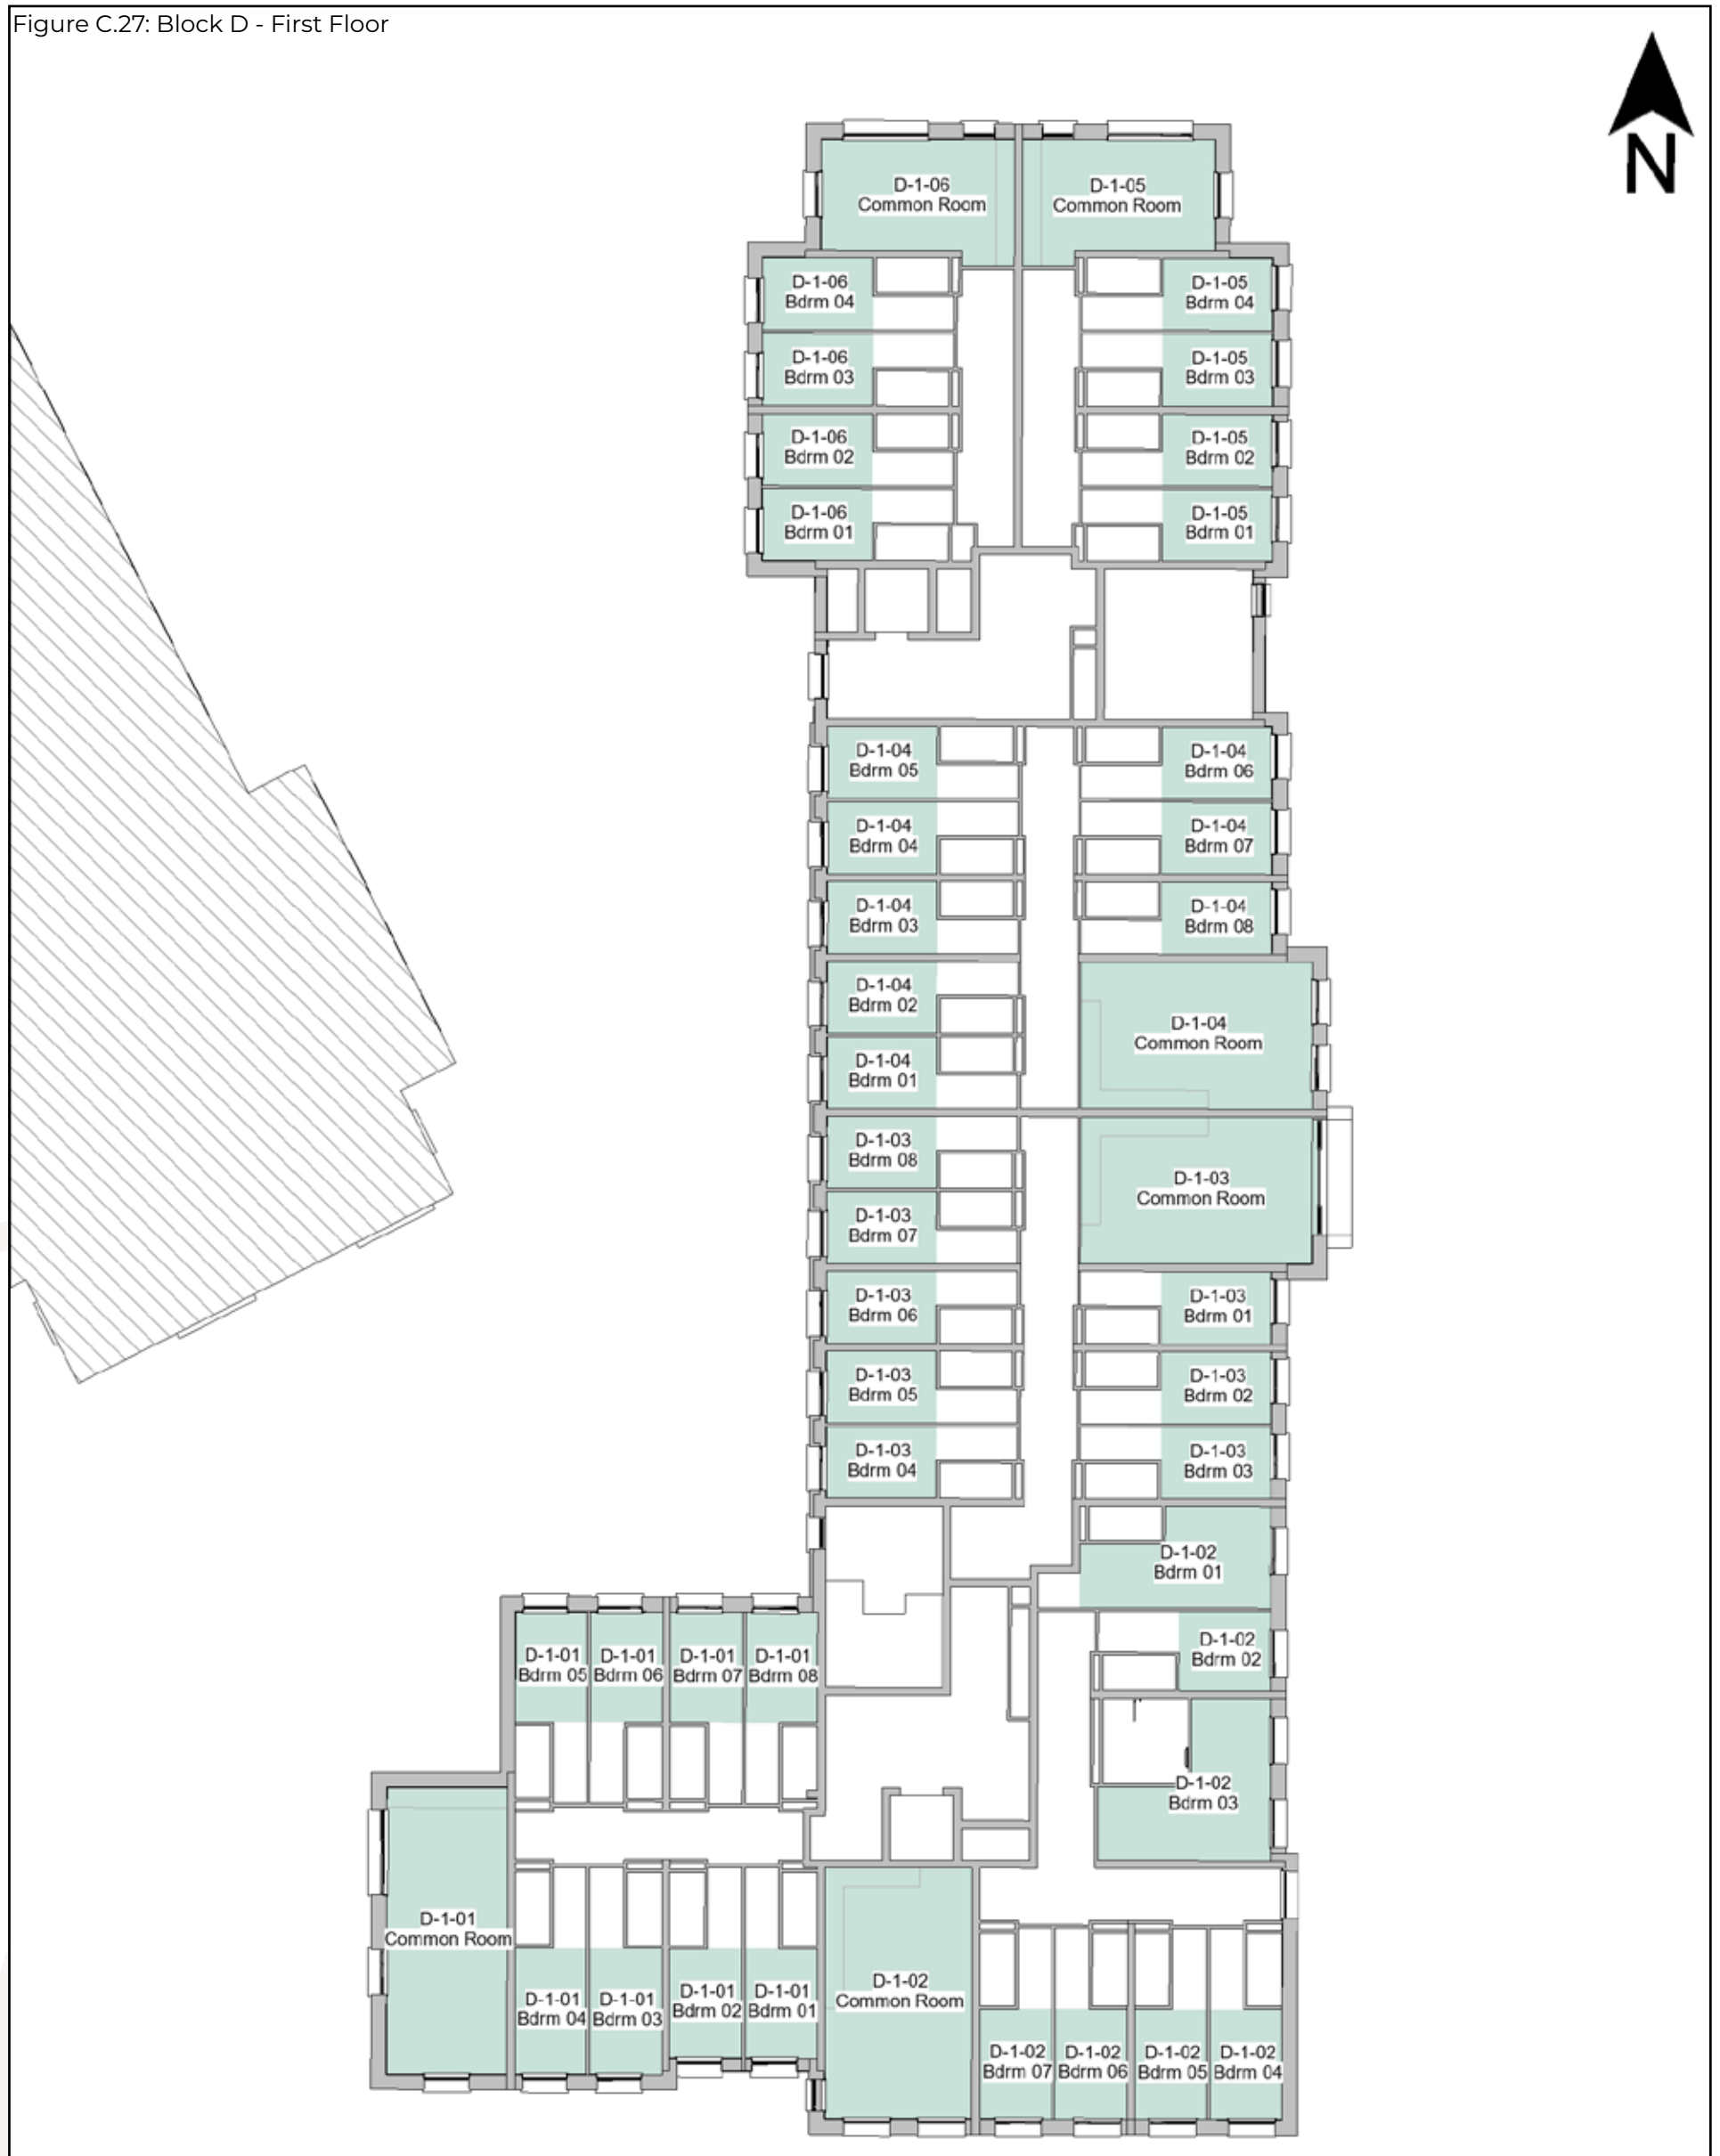 Figure C.27: Block D - First Floor
N
D-1-06
Common Room
D-1-05
Common Room
D-1-06
Bdrm 04
D-1-05
Bdrm 04
D-1-06
Bdrm 03
D-1-05
Bdrm 03
D-1-06
Bdrm 02
D-1-05
Bdrm 02
D-1-06
Bdrm 01
D-1-05
Bdrm 01
D-1-04
Bdrm 05
D-1-04
Bdrm 06
D-1-04
Bdrm 04
D-1-04
Bdrm 07
D-1-04
Bdrm 03
D-1-04
Bdrm 08
D-1-04
Bdrm 02
D-1-04
Common Room
D-1-04
Bdrm 01
D-1-03
Bdrm 08
D-1-03
Common Room
D-1-03
Bdrm 07
D-1-03
Bdrm 06
D-1-03
Bdrm 01
D-1-03
Bdrm 05
D-1-03
Bdrm 02
D-1-03
Bdrm 04
D-1-03
Bdrm 03
D-1-02
Bdrm 01
D-1-02
Bdrm 02
D-1-01
Bdrm 05
D-1-01
Bdrm 06
D-1-01
Bdrm 07
D-1-01
Bdrm 08
D-1-02
Bdrm 03
D-1-01
Common Room
D-1-01
Bdrm 04
D-1-01
Bdrm 03
D-1-01
Bdrm 02
D-1-01
Bdrm 01
D-1-02
Common Room
D-1-02
Bdrm 07
D-1-02
Bdrm 06
D-1-02
Bdrm 05
D-1-02
Bdrm 04